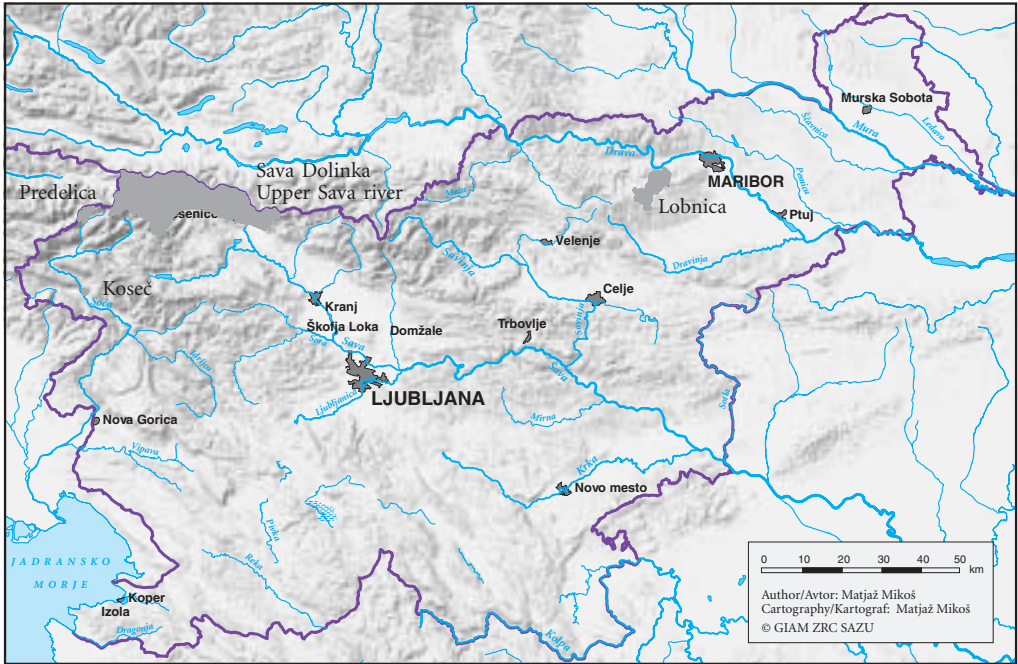 Murska Sobota
Ščavnica
Mura
Ledava
Drava
Sava Dolinka
Upper Sava river
Predelica
Meža
MARIBOR
Pesnica
Lobnica
Ptuj
senice
Velenje
Savinja
Dravinja
Koseč
Soča
Celje
Kranj
Škofja Loka
Domžale
Trbovlje
Savinja
Sora
Sava
Idrijca
Sava
LJUBLJANA
Ljubljanica
Sotla
Mirna
Nova Gorica
Vipava
Krka
Novo mesto
Pivka
Reka
JADRANSKO
MORJE
Koper
Izola
Dragonja
Kolpa
0 10 20 30 40 50 km
Author/Avtor: Matjaž Mikoš
Cartography/Kartograf: Matjaž Mikoš
© GIAM ZRC SAZU